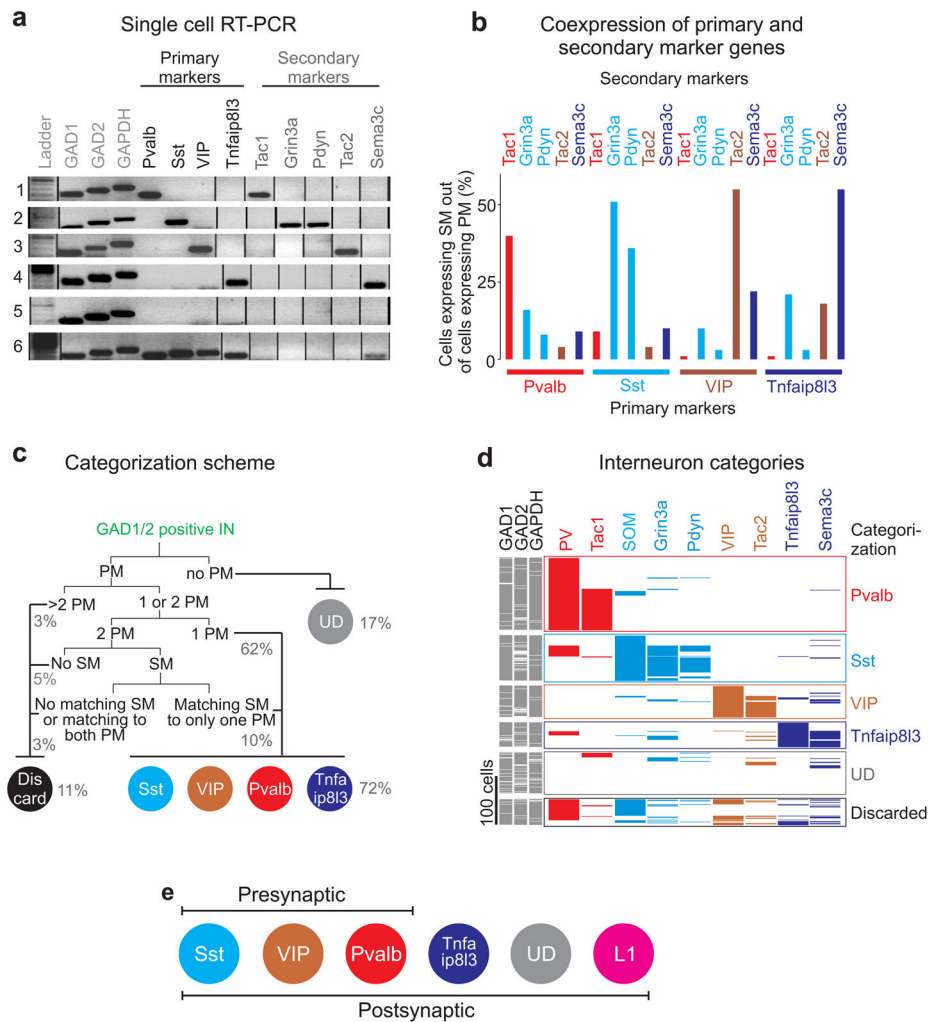 a
Single cell RT-PCR
Primary
markers
Secondary
markers
Ladder
GAD1
GAD2
GAPDH
Pvalb
Sst
VIP
Tnfaip8l3
Tac1
Grin3a
Pdyn
Tac2
Sema3c
1
2
3
4
5
6
b
Coexpression of primary and
secondary marker genes
Secondary markers
Tac1
Grin3a
Pdyn
Tac2
Sema3c
Tac1
Grin3a
Pdyn
Tac2
Sema3c
Tac1
Grin3a
Pdyn
Tac2
Sema3c
Tac1
Grin3a
Pdyn
Tac2
Sema3c
Cells expressing SM out
of cells expressing PM (%)
50
25
0
Pvalb
Sst
VIP
Tnfaip8l3
Primary markers
c
Categorization scheme
GAD1/2 positive IN
PM
no PM
>2 PM
1 or 2 PM
3%
UD
17%
2 PM
1 PM
62%
No SM
SM
5%
No matching SM
or matching to
both PM
Matching SM
to only one PM
3%
10%
Dis
card
11%
Sst
VIP
Pvalb
Tnfa
ip8l3
72%
d
Interneuron categories
GAD1
GAD2
GAPDH
PV
Tac1
SOM
Grin3a
Pdyn
VIP
Tac2
Tnfaip8l3
Sema3c
Categori-
zation
Pvalb
Sst
VIP
Tnfaip8l3
UD
Discarded
100 cells
e
Presynaptic
Sst
VIP
Pvalb
Tnfa
ip8l3
UD
L1
Postsynaptic